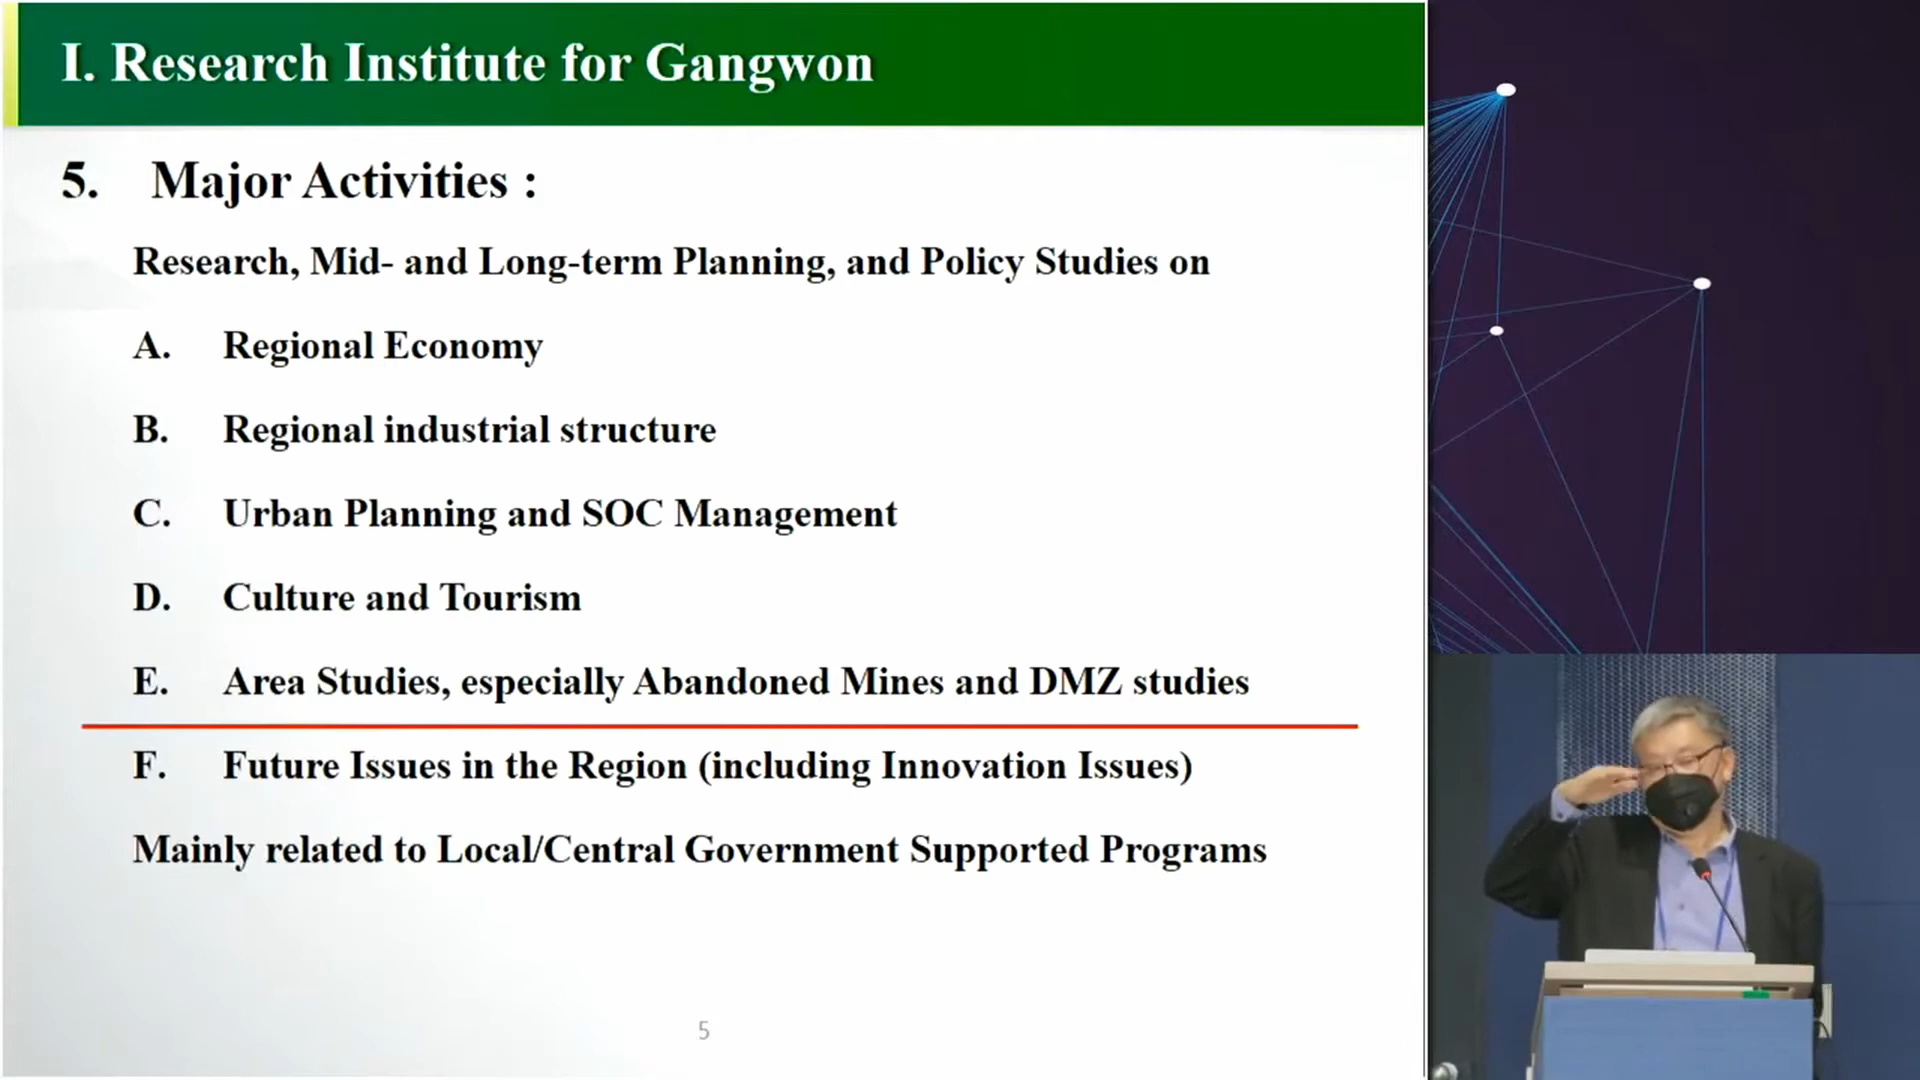 I. Research Institute for Gangwon
5. Major Activities :
Research, Mid- and Long-term Planning, and Policy Studies on
A. Regional Economy
B. Regional industrial structure
C. Urban Planning and SOC Management
D. Culture and Tourism
E. Area Studies, especially Abandoned Mines and DMZ studies
F. Future Issues in the Region (including Innovation Issues)
Mainly related to Local/Central Government Supported Programs
5